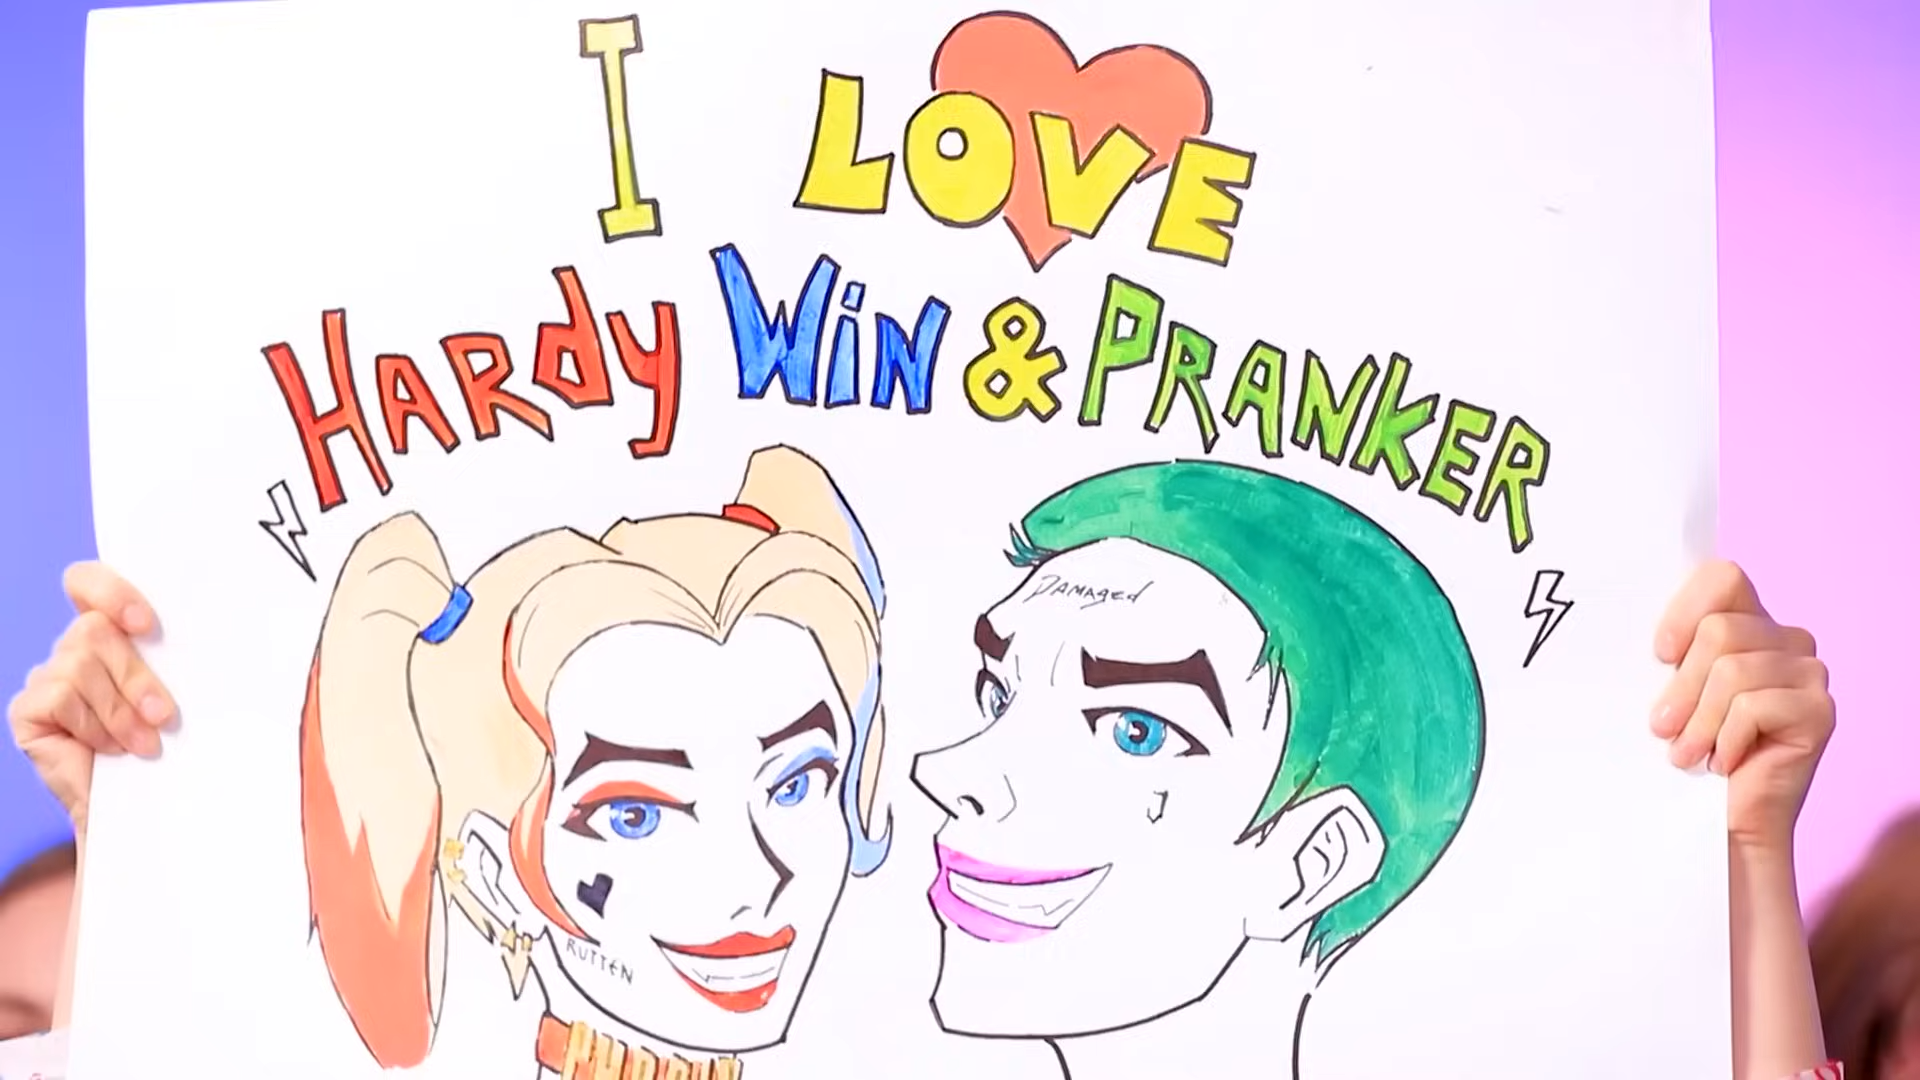 I LOVE
HARdy WiN & PRANKER
DAMAgEd
J
RUTTEN